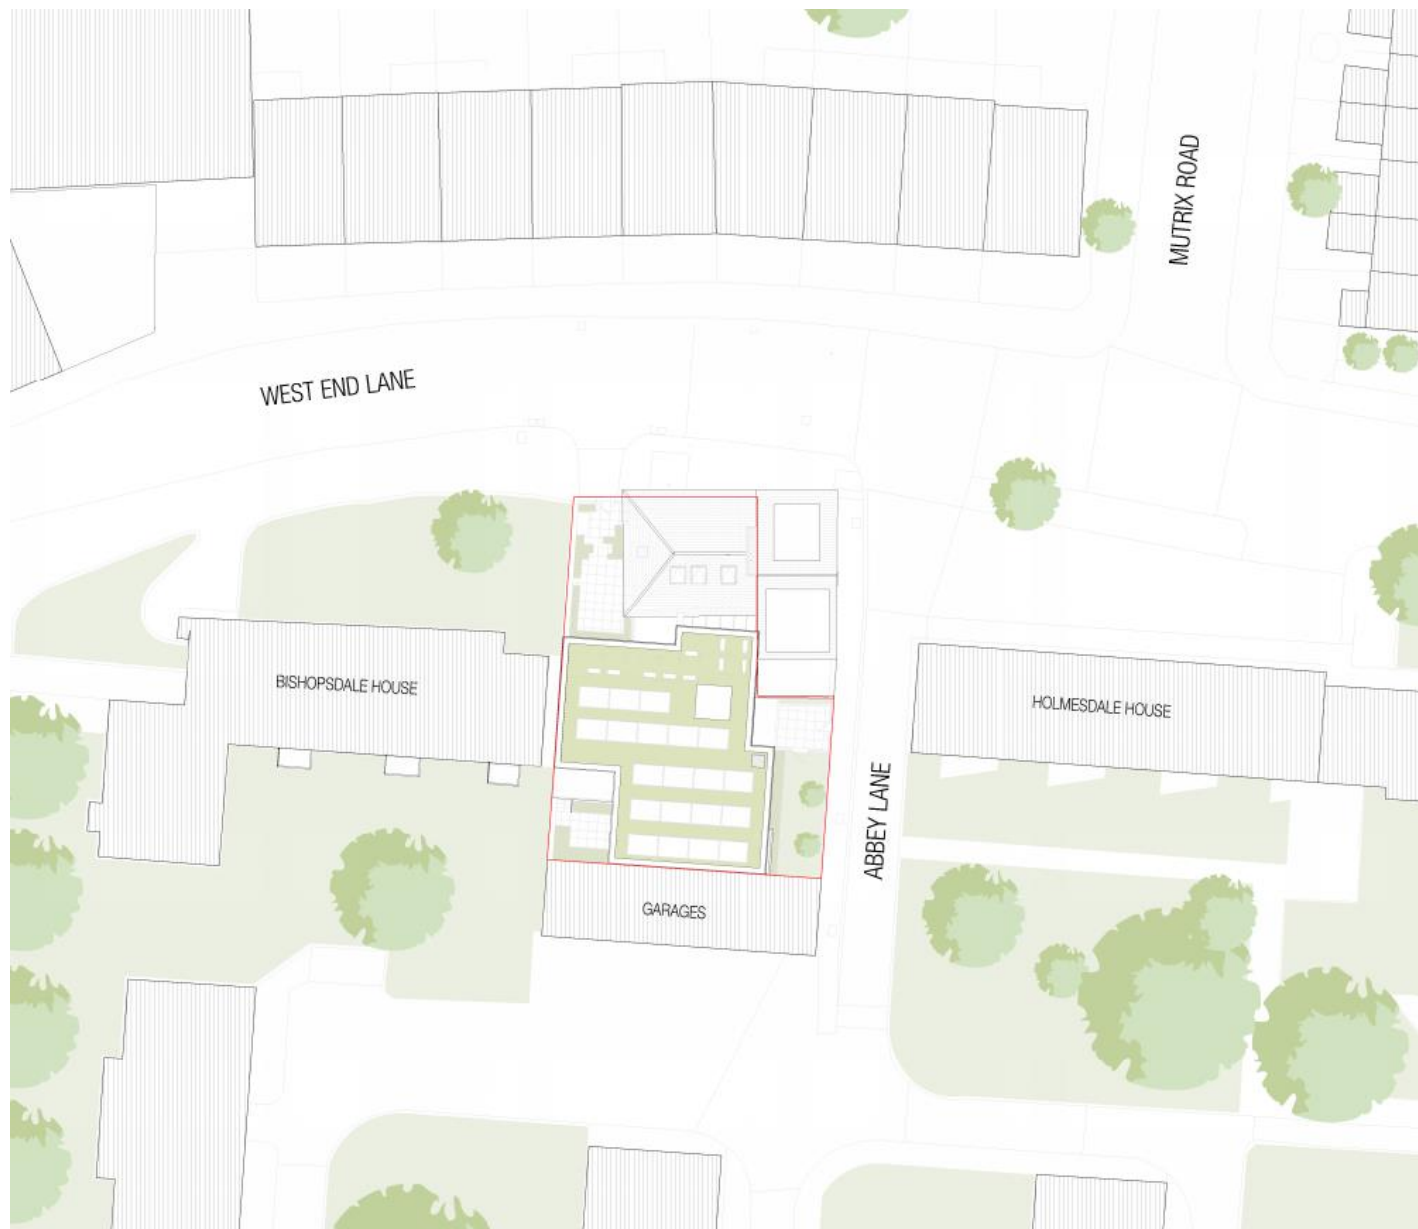 MUTRIX ROAD
WEST END LANE
BISHOPSDALE HOUSE
HOLMESDALE HOUSE
ABBEY LANE
GARAGES